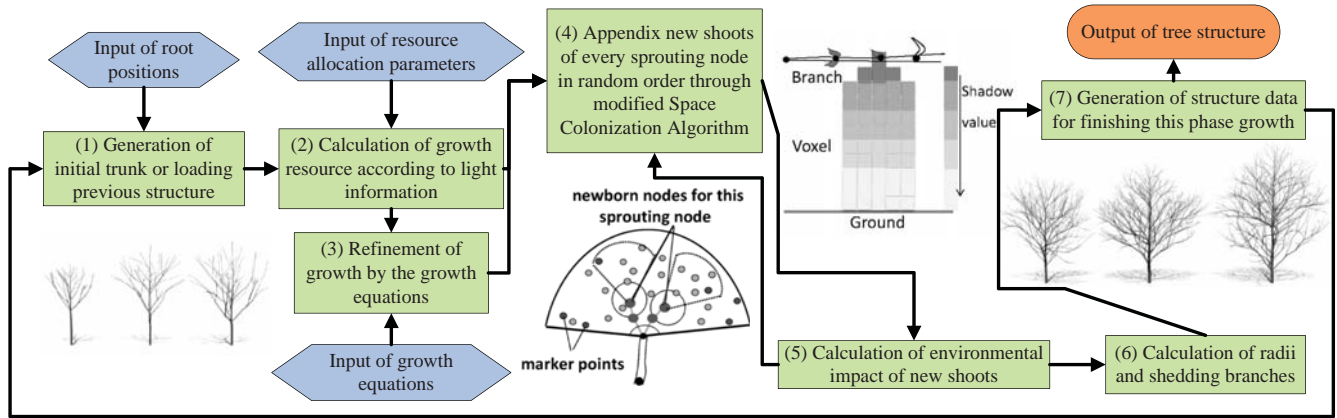 Input of root
positions
(1) Generation of
initial trunk or loading
previous structure
Input of resource
allocation parameters
(2) Calculation of growth
resource according to light
information
(3) Refinement of
growth by the growth
equations
Input of growth
equations
(4) Appendix new shoots
of every sprouting node
in random order through
modified Space
Colonization Algorithm
newborn nodes for this
sprouting node
marker points
Branch
Voxel
Shadow
value
Ground
(5) Calculation of environmental
impact of new shoots
(6) Calculation of radii
and shedding branches
(7) Generation of structure data
for finishing this phase growth
Output of tree structure